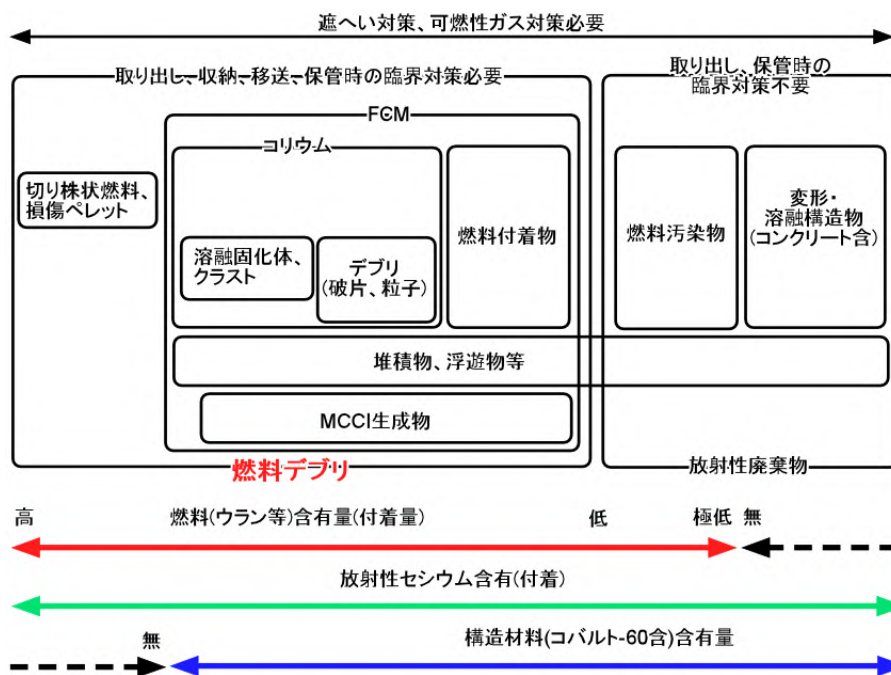 遮へい対策、可燃性ガス対策必要
取り出し、収納、移送、保管時の臨界対策必要
取り出し、保管時の
臨界対策不要
FCM
コリウム
切り株状燃料、
損傷ペレット
溶融固化体、
クラスト
デブリ
(破片、粒子)
燃料付着物
燃料汚染物
変形・
溶融構造物
(コンクリート含)
堆積物、浮遊物等
MCCI生成物
燃料デブリ
放射性廃棄物
高 燃料(ウラン等)含有量(付着量) 低 極低 無
放射性セシウム含有(付着)
無 構造材料(コバルト-60含)含有量